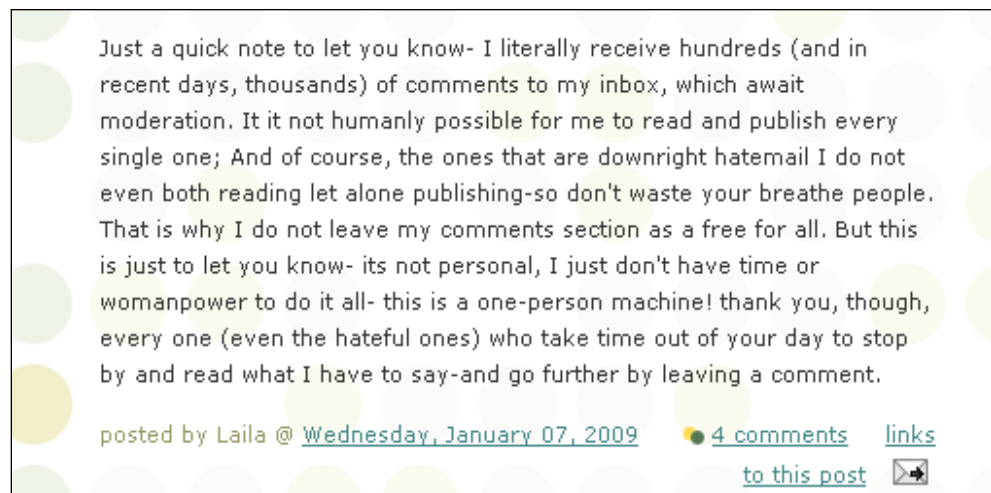 Just a quick note to let you know- I literally receive hundreds (and in
recent days, thousands) of comments to my inbox, which await
moderation. It it not humanly possible for me to read and publish every
single one; And of course, the ones that are downright hatemail I do not
even both reading let alone publishing-so don't waste your breathe people.
That is why I do not leave my comments section as a free for all. But this
is just to let you know- its not personal, I just don't have time or
womanpower to do it all- this is a one-person machine! thank you, though,
every one (even the hateful ones) who take time out of your day to stop
by and read what I have to say-and go further by leaving a comment.
posted by Laila @ Wednesday, January 07, 2009 4 comments links
to this post